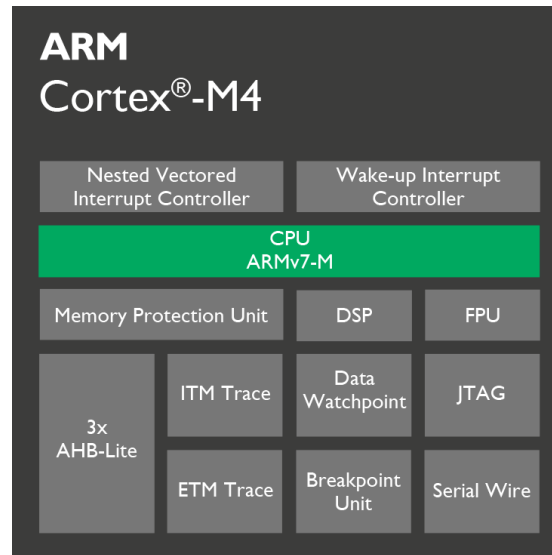 ARM
Cortex®-M4
Nested Vectored
Interrupt Controller
Wake-up Interrupt
Controller
CPU
ARMv7-M
Memory Protection Unit
DSP
FPU
3x
AHB-Lite
ITM Trace
Data
Watchpoint
JTAG
ETM Trace
Breakpoint
Unit
Serial Wire